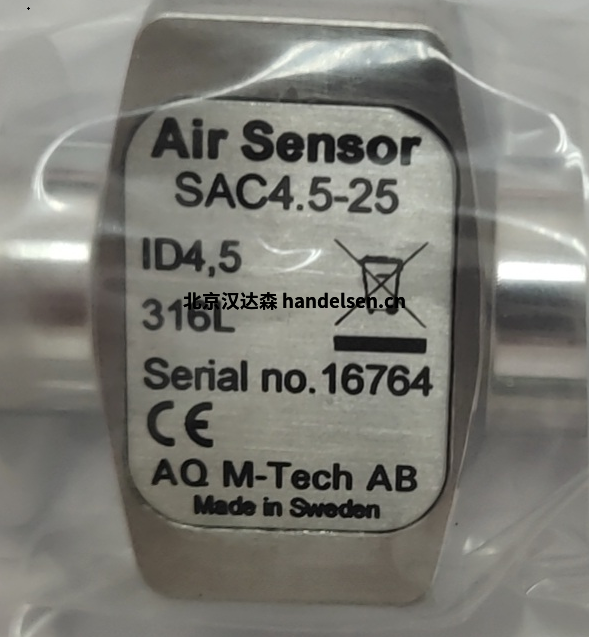 Air Sensor
SAC4.5-25
ID4,5
北京汉达森 handelsen.cn
316L
Serial no.16764
CE
AQ M-Tech AB
Made in Sweden